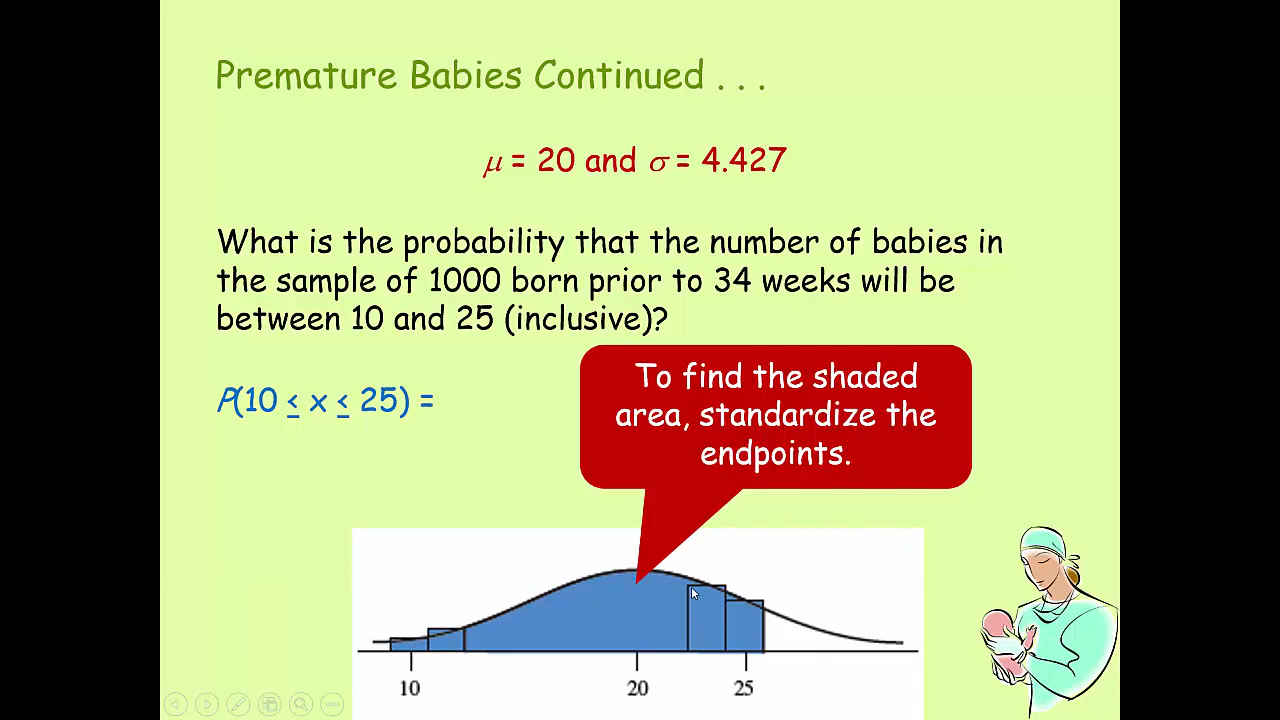 Premature Babies Continued . . .
μ = 20 and σ = 4.427
What is the probability that the number of babies in
the sample of 1000 born prior to 34 weeks will be
between 10 and 25 (inclusive)?
P(10 ≤ x ≤ 25) =
To find the shaded
area, standardize the
endpoints.
10 20 25